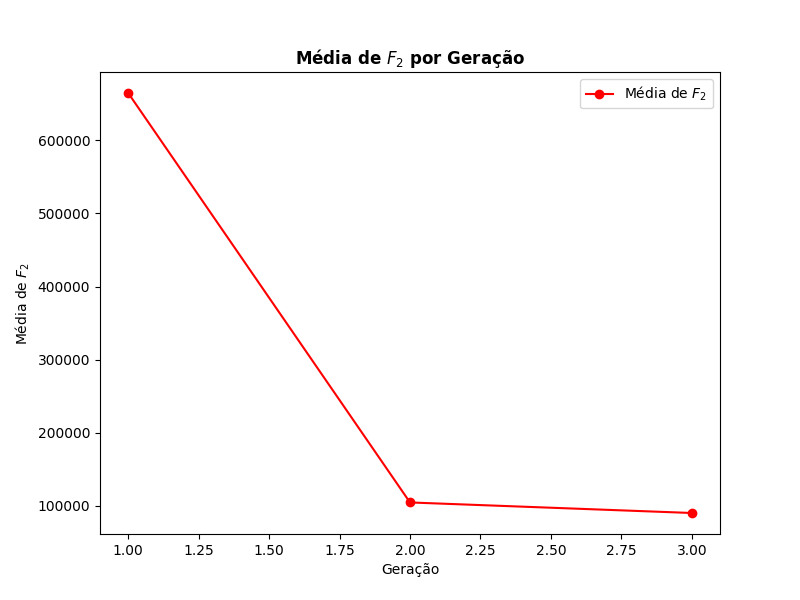 Média de F₂ por Geração
Média de F₂
600000
500000
400000
300000
200000
100000
Média de F₂
1.00 1.25 1.50 1.75 2.00 2.25 2.50 2.75 3.00
Geração